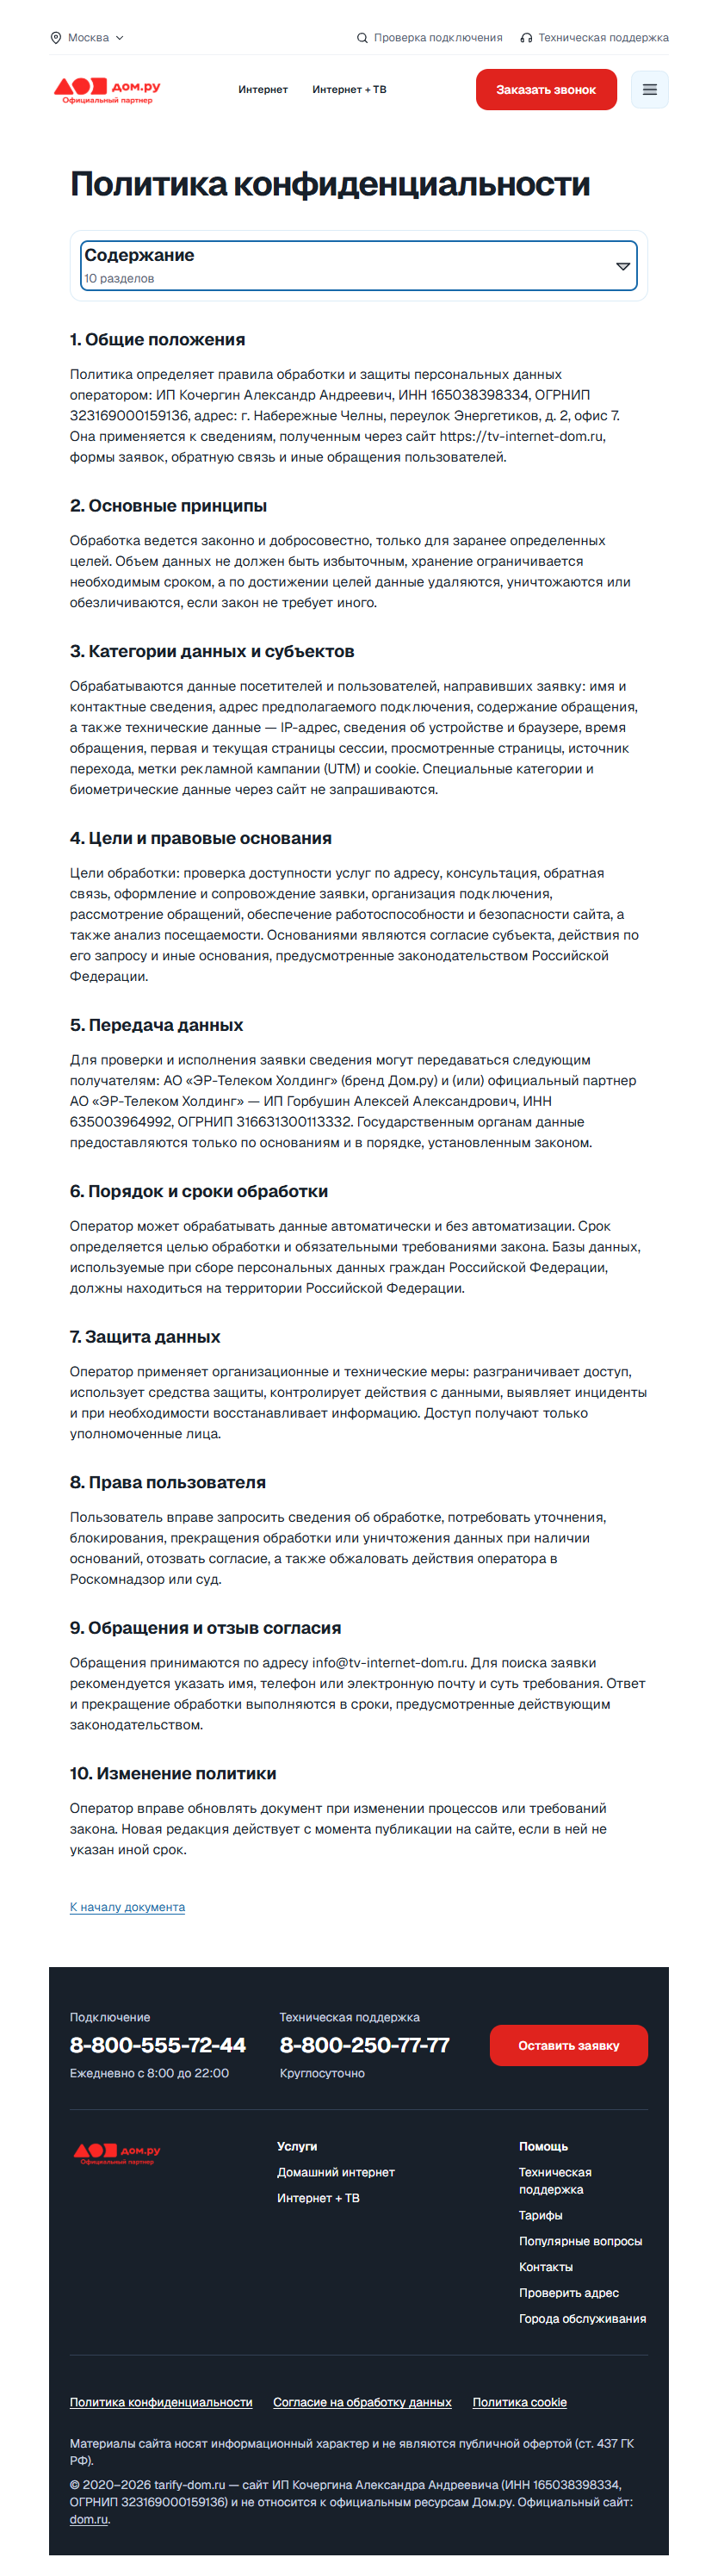 Москва
Проверка подключения
Техническая поддержка
дом.ру
Официальный партнер
Интернет
Интернет + ТВ
Заказать звонок
Политика конфиденциальности
Содержание
10 разделов
1. Общие положения
Политика определяет правила обработки и защиты персональных данных
оператором: ИП Кочергин Александр Андреевич, ИНН 165038398334, ОГРНИП
323169000159136, адрес: г. Набережные Челны, переулок Энергетиков, д. 2, офис 7.
Она применяется к сведениям, полученным через сайт https://tv-internet-dom.ru,
формы заявок, обратную связь и иные обращения пользователей.
2. Основные принципы
Обработка ведется законно и добросовестно, только для заранее определенных
целей. Объем данных не должен быть избыточным, хранение ограничивается
необходимым сроком, а по достижении целей данные удаляются, уничтожаются или
обезличиваются, если закон не требует иного.
3. Категории данных и субъектов
Обрабатываются данные посетителей и пользователей, направивших заявку: имя и
контактные сведения, адрес предполагаемого подключения, содержание обращения,
а также технические данные — IP-адрес, сведения об устройстве и браузере, время
обращения, первая и текущая страницы сессии, просмотренные страницы, источник
перехода, метки рекламной кампании (UTM) и cookie. Специальные категории и
биометрические данные через сайт не запрашиваются.
4. Цели и правовые основания
Цели обработки: проверка доступности услуг по адресу, консультация, обратная
связь, оформление и сопровождение заявки, организация подключения,
рассмотрение обращений, обеспечение работоспособности и безопасности сайта, а
также анализ посещаемости. Основаниями являются согласие субъекта, действия по
его запросу и иные основания, предусмотренные законодательством Российской
Федерации.
5. Передача данных
Для проверки и исполнения заявки сведения могут передаваться следующим
получателям: АО «ЭР-Телеком Холдинг» (бренд Дом.ру) и (или) официальный партнер
АО «ЭР-Телеком Холдинг» — ИП Горбушин Алексей Александрович, ИНН
635003964992, ОГРНИП 316631300113332. Государственным органам данные
предоставляются только по основаниям и в порядке, установленным законом.
6. Порядок и сроки обработки
Оператор может обрабатывать данные автоматически и без автоматизации. Срок
определяется целью обработки и обязательными требованиями закона. Базы данных,
используемые при сборе персональных данных граждан Российской Федерации,
должны находиться на территории Российской Федерации.
7. Защита данных
Оператор применяет организационные и технические меры: разграничивает доступ,
использует средства защиты, контролирует действия с данными, выявляет инциденты
и при необходимости восстанавливает информацию. Доступ получают только
уполномоченные лица.
8. Права пользователя
Пользователь вправе запросить сведения об обработке, потребовать уточнения,
блокирования, прекращения обработки или уничтожения данных при наличии
оснований, отозвать согласие, а также обжаловать действия оператора в
Роскомнадзор или суд.
9. Обращения и отзыв согласия
Обращения принимаются по адресу info@tv-internet-dom.ru. Для поиска заявки
рекомендуется указать имя, телефон или электронную почту и суть требования. Ответ
и прекращение обработки выполняются в сроки, предусмотренные действующим
законодательством.
10. Изменение политики
Оператор вправе обновлять документ при изменении процессов или требований
закона. Новая редакция действует с момента публикации на сайте, если в ней не
указан иной срок.
К началу документа
Подключение
8-800-555-72-44
Ежедневно с 8:00 до 22:00
Техническая поддержка
8-800-250-77-77
Круглосуточно
Оставить заявку
дом.ру
Официальный партнер
Услуги
Домашний интернет
Интернет + ТВ
Помощь
Техническая
поддержка
Тарифы
Популярные вопросы
Контакты
Проверить адрес
Города обслуживания
Политика конфиденциальности
Согласие на обработку данных
Политика cookie
Материалы сайта носят информационный характер и не являются публичной офертой (ст. 437 ГК
РФ).
© 2020–2026 tarify-dom.ru — сайт ИП Кочергина Александра Андреевича (ИНН 165038398334,
ОГРНИП 323169000159136) и не относится к официальным ресурсам Дом.ру. Официальный сайт:
dom.ru.